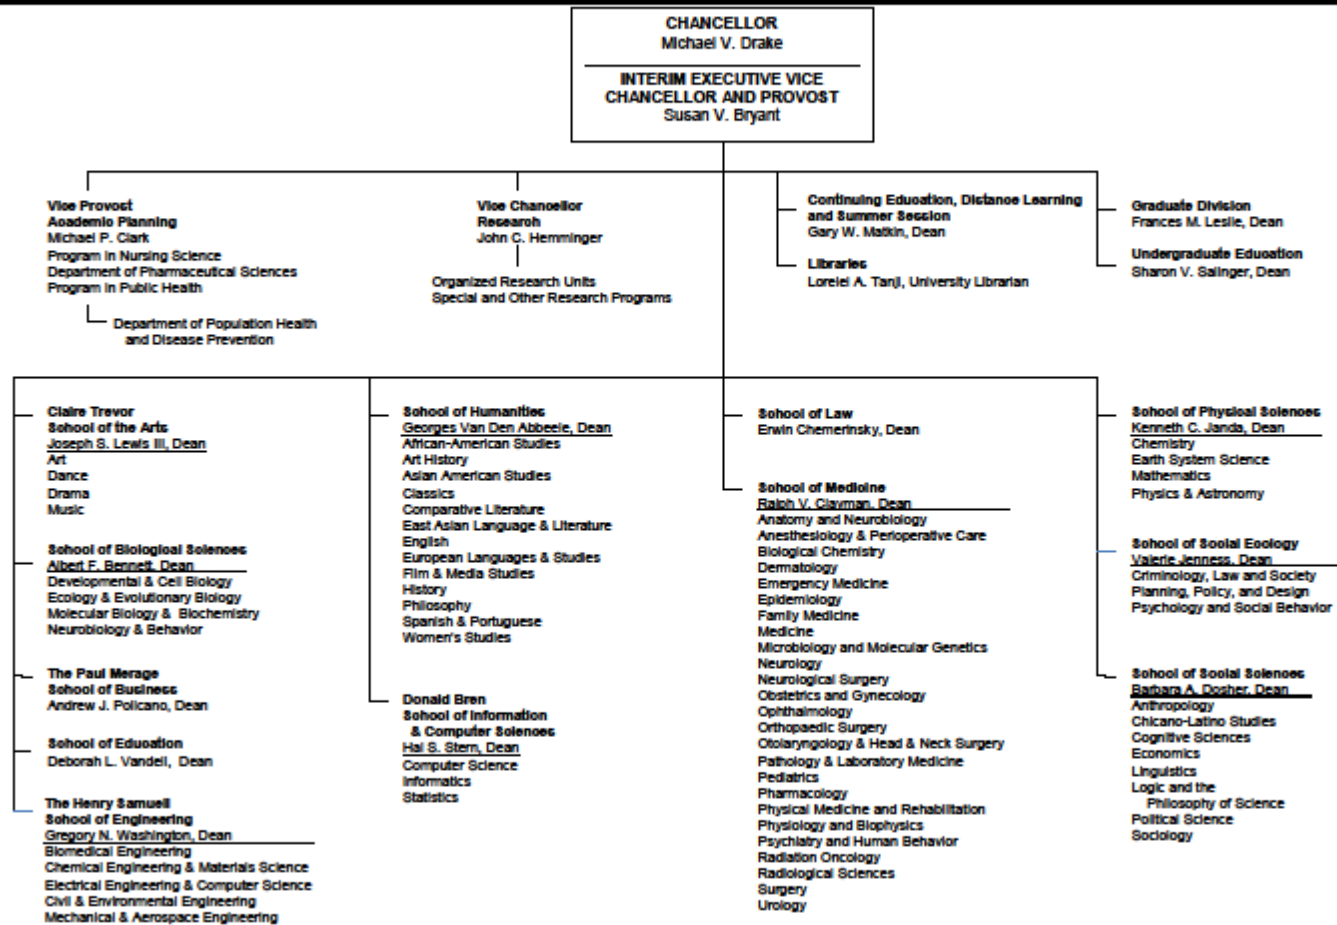 CHANCELLOR
Michael V. Drake
INTERIM EXECUTIVE VICE
CHANCELLOR AND PROVOST
Susan V. Bryant
Vice Provost
Academic Planning
Michael P. Clark
Program in Nursing Science
Department of Pharmaceutical Sciences
Program in Public Health
Department of Population Health
and Disease Prevention
Vice Chancellor
Research
John C. Hemminger
Organized Research Units
Special and Other Research Programs
Continuing Education, Distance Learning
and Summer Session
Gary W. Matkin, Dean
Libraries
Lorelei A. Tanji, University Librarian
Graduate Division
Frances M. Leslie, Dean
Undergraduate Education
Sharon V. Salinger, Dean
Claire Trevor
School of the Arts
Joseph S. Lewis III, Dean
Art
Dance
Drama
Music
School of Biological Sciences
Albert F. Bennett, Dean
Developmental & Cell Biology
Ecology & Evolutionary Biology
Molecular Biology & Biochemistry
Neurobiology & Behavior
The Paul Merage
School of Business
Andrew J. Policano, Dean
School of Education
Deborah L. Vandell, Dean
The Henry Samueli
School of Engineering
Gregory N. Washington, Dean
Biomedical Engineering
Chemical Engineering & Materials Science
Electrical Engineering & Computer Science
Civil & Environmental Engineering
Mechanical & Aerospace Engineering
School of Humanities
Georges Van Den Abbeele, Dean
African-American Studies
Art History
Asian American Studies
Classics
Comparative Literature
East Asian Language & Literature
English
European Languages & Studies
Film & Media Studies
History
Philosophy
Spanish & Portuguese
Women's Studies
Donald Bren
School of Information
& Computer Sciences
Hal S. Stern, Dean
Computer Science
Informatics
Statistics
School of Law
Erwin Chemerinsky, Dean
School of Medicine
Ralph V. Clayman, Dean
Anatomy and Neurobiology
Anesthesiology & Perioperative Care
Biological Chemistry
Dermatology
Emergency Medicine
Epidemiology
Family Medicine
Medicine
Microbiology and Molecular Genetics
Neurology
Neurological Surgery
Obstetrics and Gynecology
Ophthalmology
Orthopaedic Surgery
Otolaryngology & Head & Neck Surgery
Pathology & Laboratory Medicine
Pediatrics
Pharmacology
Physical Medicine and Rehabilitation
Physiology and Biophysics
Psychiatry and Human Behavior
Radiation Oncology
Radiological Sciences
Surgery
Urology
School of Physical Sciences
Kenneth C. Janda, Dean
Chemistry
Earth System Science
Mathematics
Physics & Astronomy
School of Social Ecology
Valerie Jenness, Dean
Criminology, Law and Society
Planning, Policy, and Design
Psychology and Social Behavior
School of Social Sciences
Barbara A. Dosher, Dean
Anthropology
Chicano-Latino Studies
Cognitive Sciences
Economics
Linguistics
Logic and the
Philosophy of Science
Political Science
Sociology